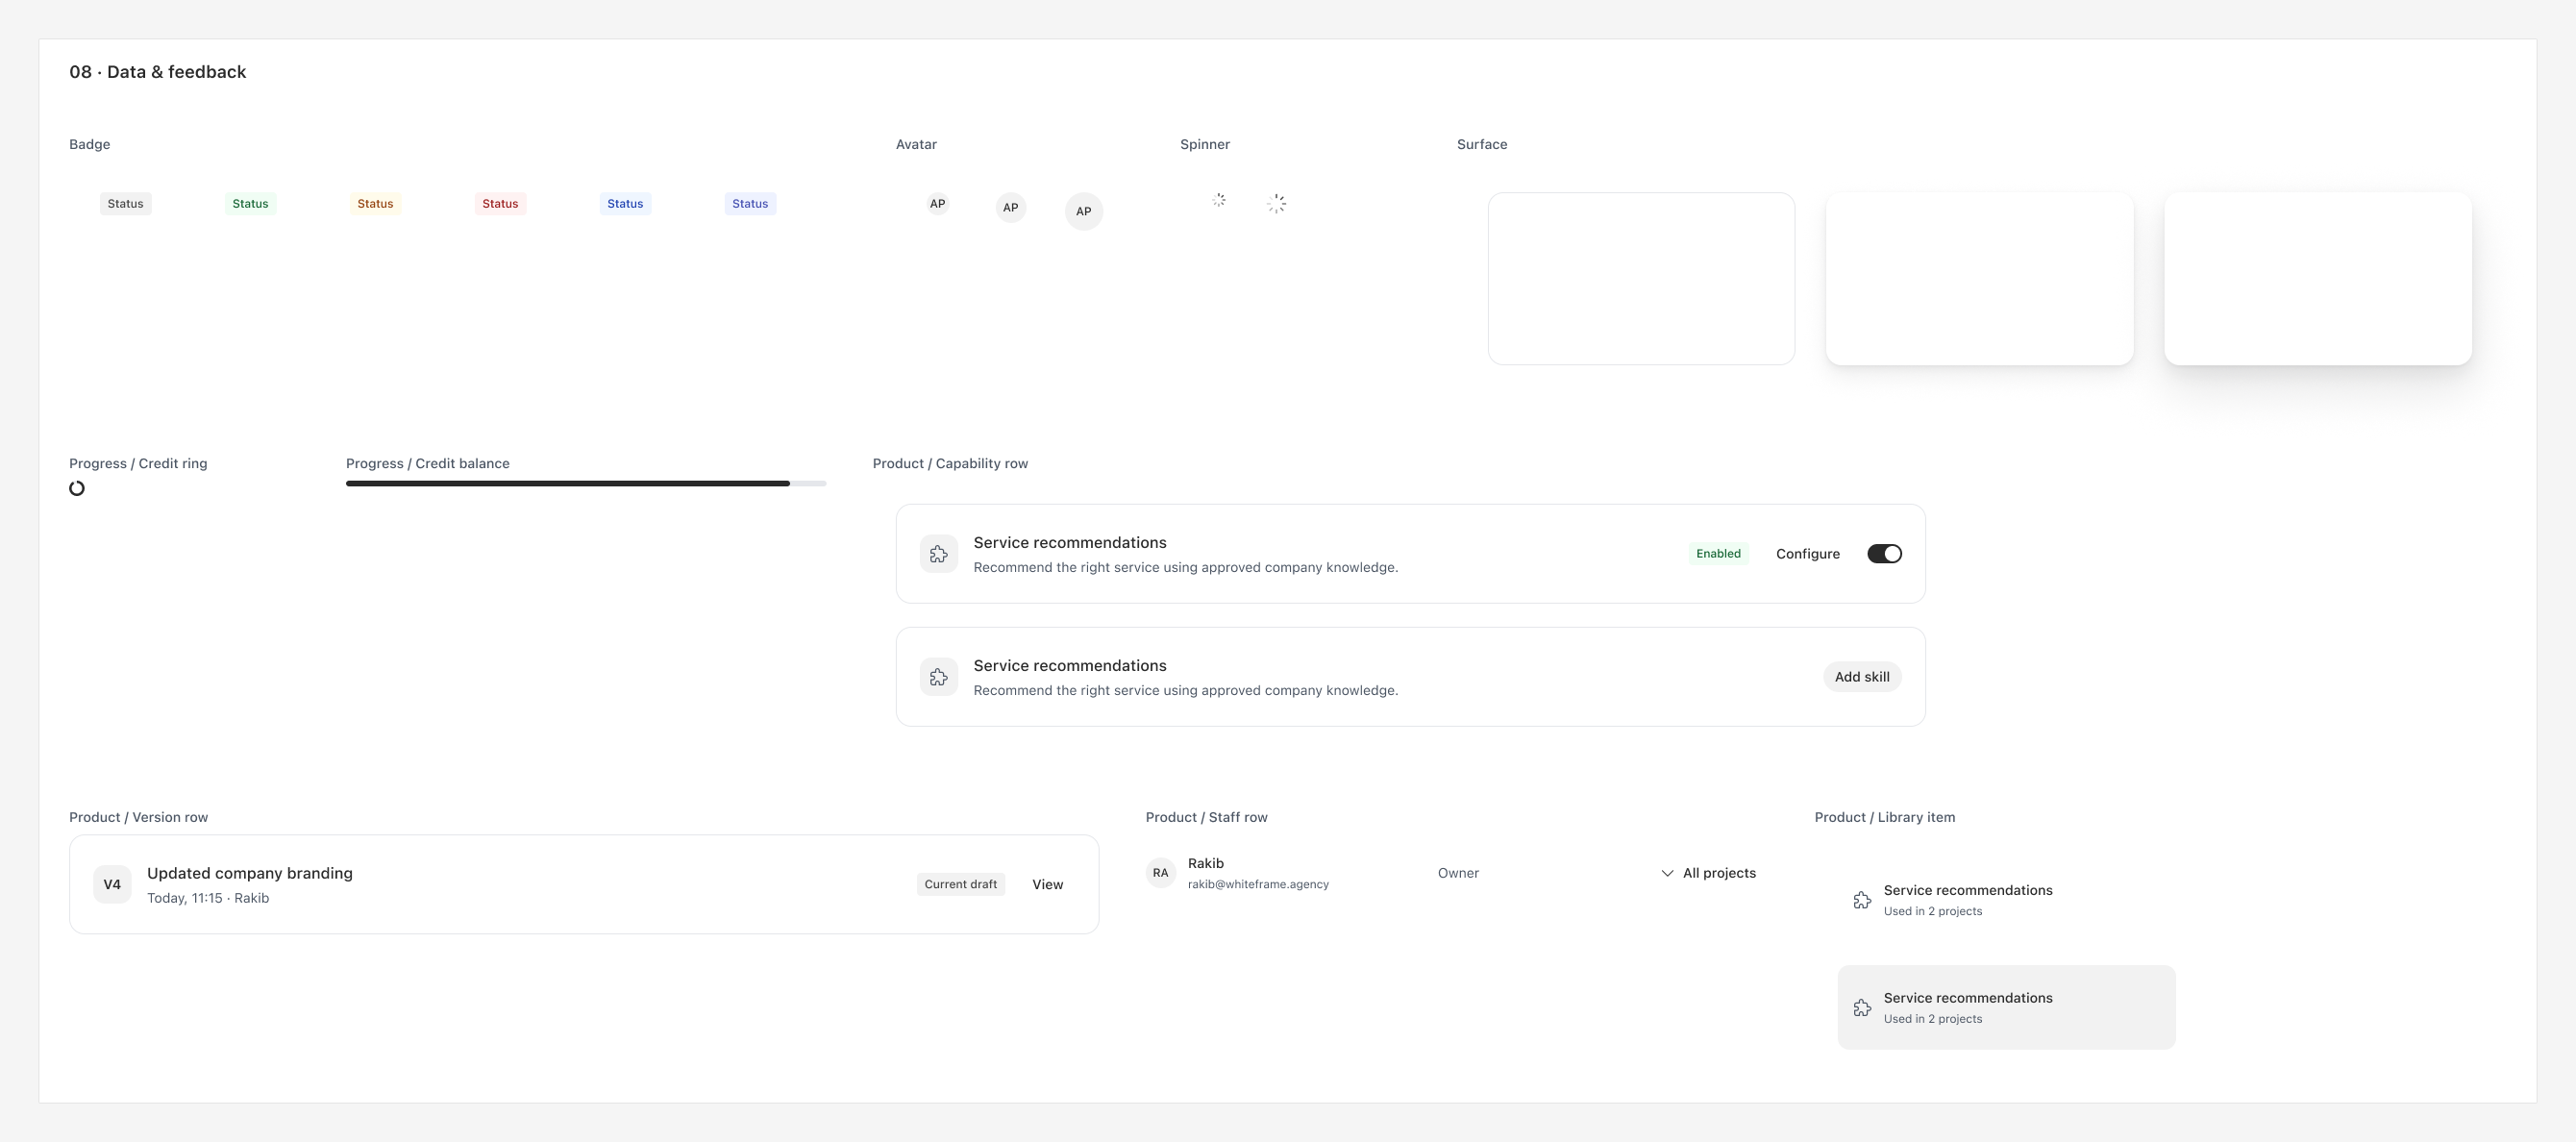 08 · Data & feedback
Badge
Avatar
Spinner
Surface
Status
Status
Status
Status
Status
Status
AP
AP
AP
Progress / Credit ring
Progress / Credit balance
Product / Capability row
Service recommendations
Recommend the right service using approved company knowledge.
Enabled
Configure
Service recommendations
Recommend the right service using approved company knowledge.
Add skill
Product / Version row
V4
Updated company branding
Today, 11:15 · Rakib
Current draft
View
Product / Staff row
RA
Rakib
rakib@whiteframe.agency
Owner
All projects
Product / Library item
Service recommendations
Used in 2 projects
Service recommendations
Used in 2 projects